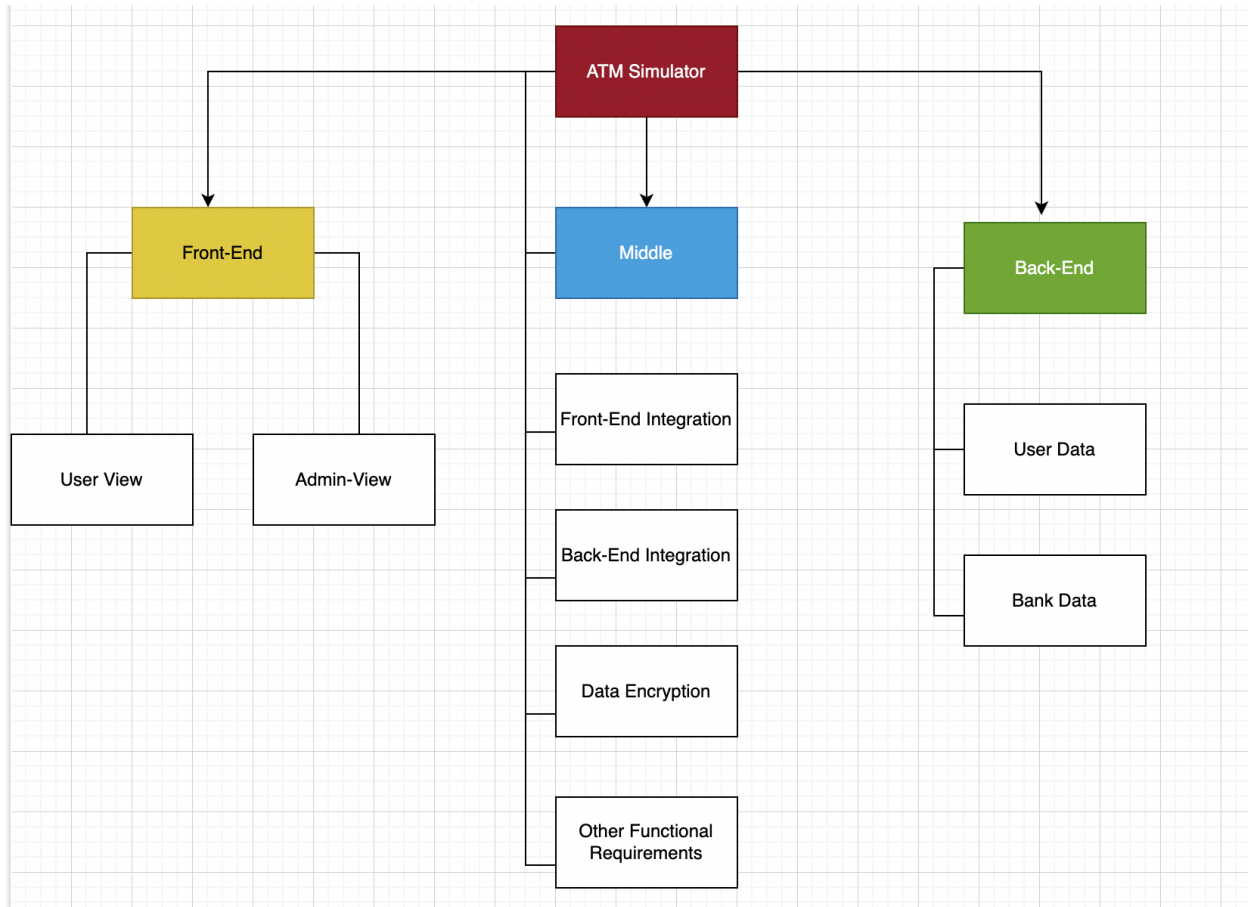 ATM Simulator
Front-End
Middle
Back-End
User View
Admin-View
Front-End Integration
Back-End Integration
Data Encryption
Other Functional
Requirements
User Data
Bank Data